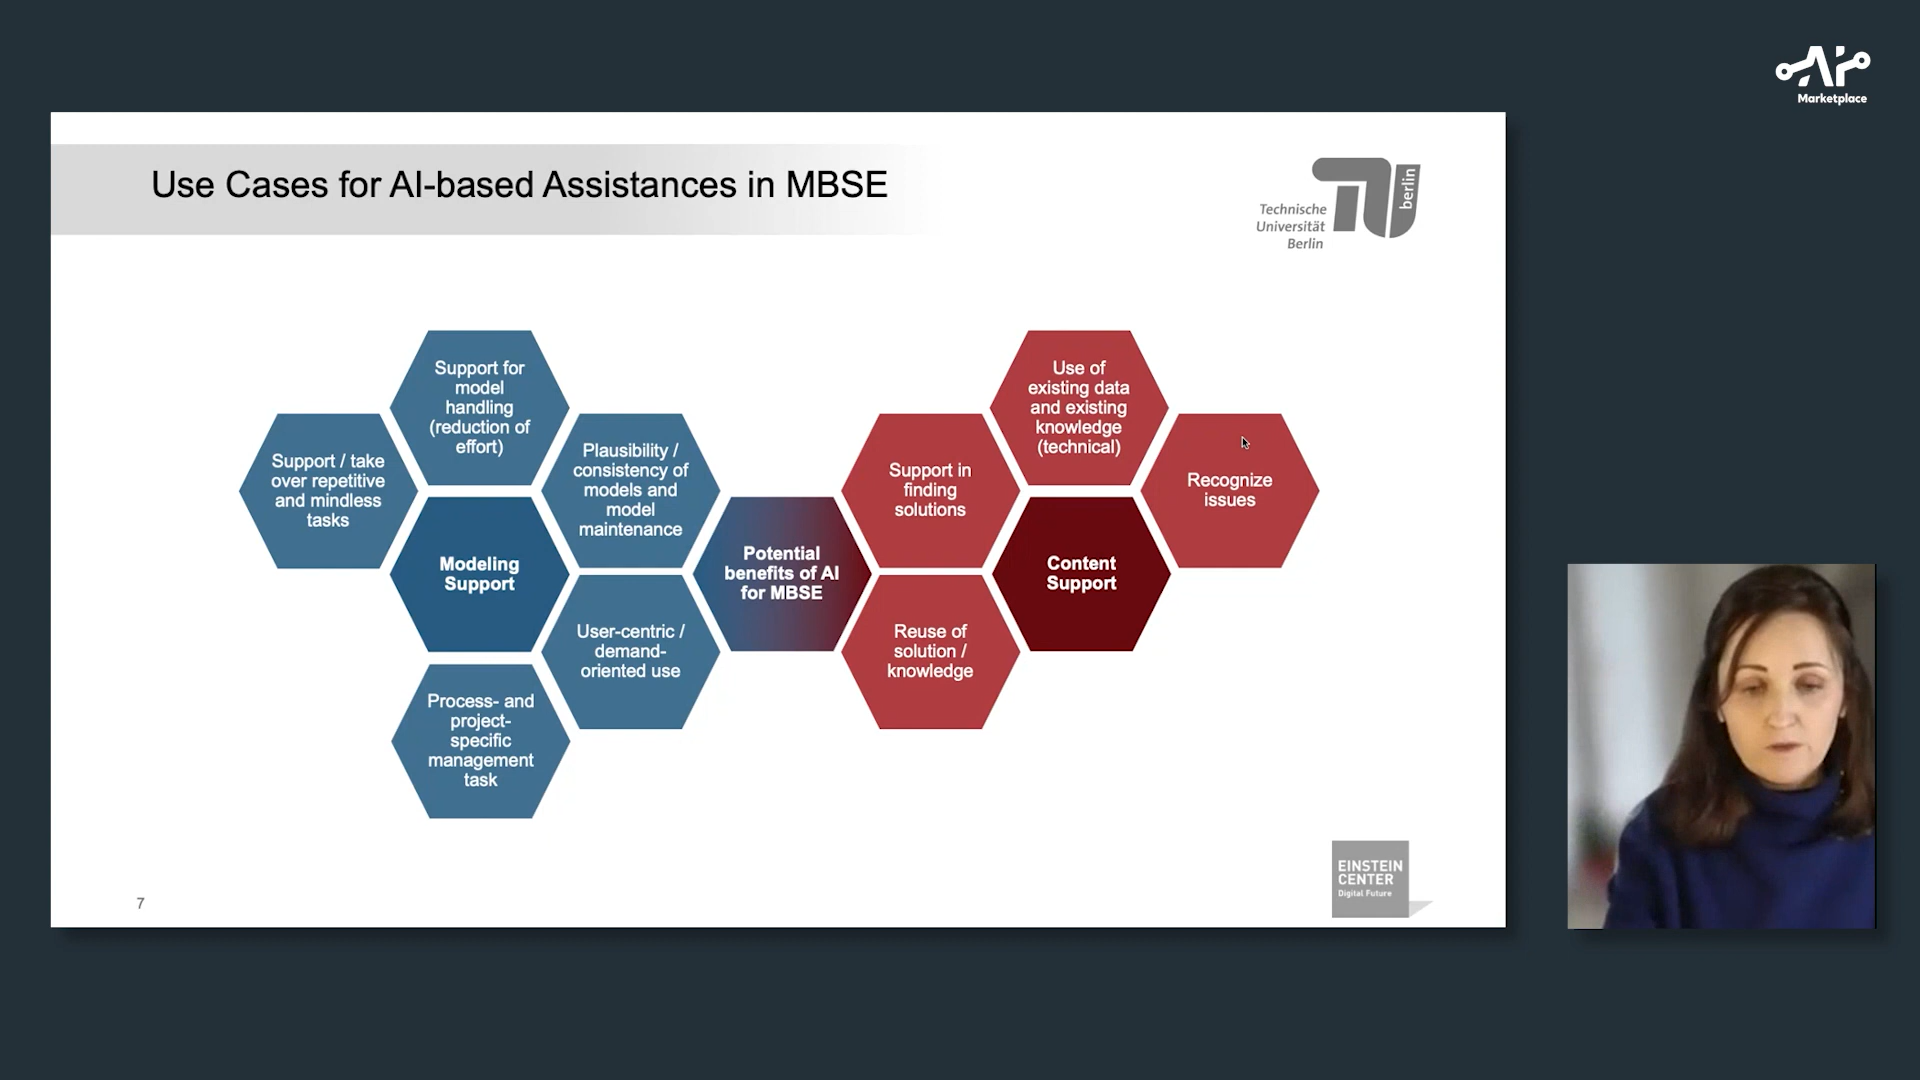 AI
Marketplace
Use Cases for AI-based Assistances in MBSE
Technische
Universität
Berlin
berlin
Support for
model
handling
(reduction of
effort)
Support / take
over repetitive
and mindless
tasks
Plausibility /
consistency of
models and
model
maintenance
Modeling
Support
User-centric /
demand-
oriented use
Process- and
project-
specific
management
task
Potential
benefits of AI
for MBSE
Support in
finding
solutions
Use of
existing data
and existing
knowledge
(technical)
Recognize
issues
Content
Support
Reuse of
solution /
knowledge
7
EINSTEIN
CENTER
Digital Future